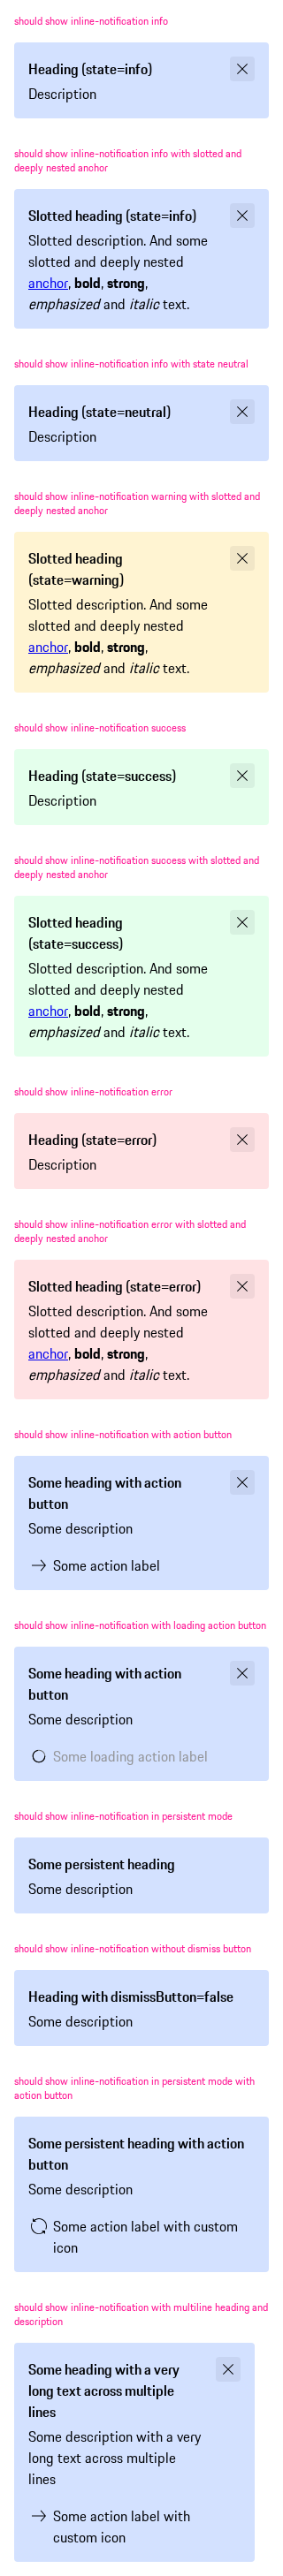 should show inline-notification info
Heading (state=info)
Description
should show inline-notification info with slotted and
deeply nested anchor
Slotted heading (state=info)
Slotted description. And some
slotted and deeply nested
anchor, bold, strong,
emphasized and italic text.
should show inline-notification info with state neutral
Heading (state=neutral)
Description
should show inline-notification warning with slotted and
deeply nested anchor
Slotted heading
(state=warning)
Slotted description. And some
slotted and deeply nested
anchor, bold, strong,
emphasized and italic text.
should show inline-notification success
Heading (state=success)
Description
should show inline-notification success with slotted and
deeply nested anchor
Slotted heading
(state=success)
Slotted description. And some
slotted and deeply nested
anchor, bold, strong,
emphasized and italic text.
should show inline-notification error
Heading (state=error)
Description
should show inline-notification error with slotted and
deeply nested anchor
Slotted heading (state=error)
Slotted description. And some
slotted and deeply nested
anchor, bold, strong,
emphasized and italic text.
should show inline-notification with action button
Some heading with action
button
Some description
Some action label
should show inline-notification with loading action button
Some heading with action
button
Some description
Some loading action label
should show inline-notification in persistent mode
Some persistent heading
Some description
should show inline-notification without dismiss button
Heading with dismissButton=false
Some description
should show inline-notification in persistent mode with
action button
Some persistent heading with action
button
Some description
Some action label with custom
icon
should show inline-notification with multiline heading and
description
Some heading with a very
long text across multiple
lines
Some description with a very
long text across multiple
lines
Some action label with
custom icon